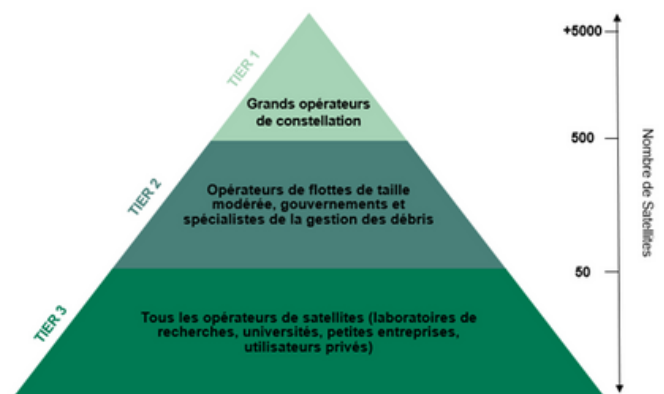 +5000
TIER 1
Grands opérateurs
de constellation
500
Nombre de Satellites
TIER 2
Opérateurs de flottes de taille
modérée, gouvernements et
spécialistes de la gestion des débris
50
TIER 3
Tous les opérateurs de satellites (laboratoires de
recherches, universités, petites entreprises,
utilisateurs privés)